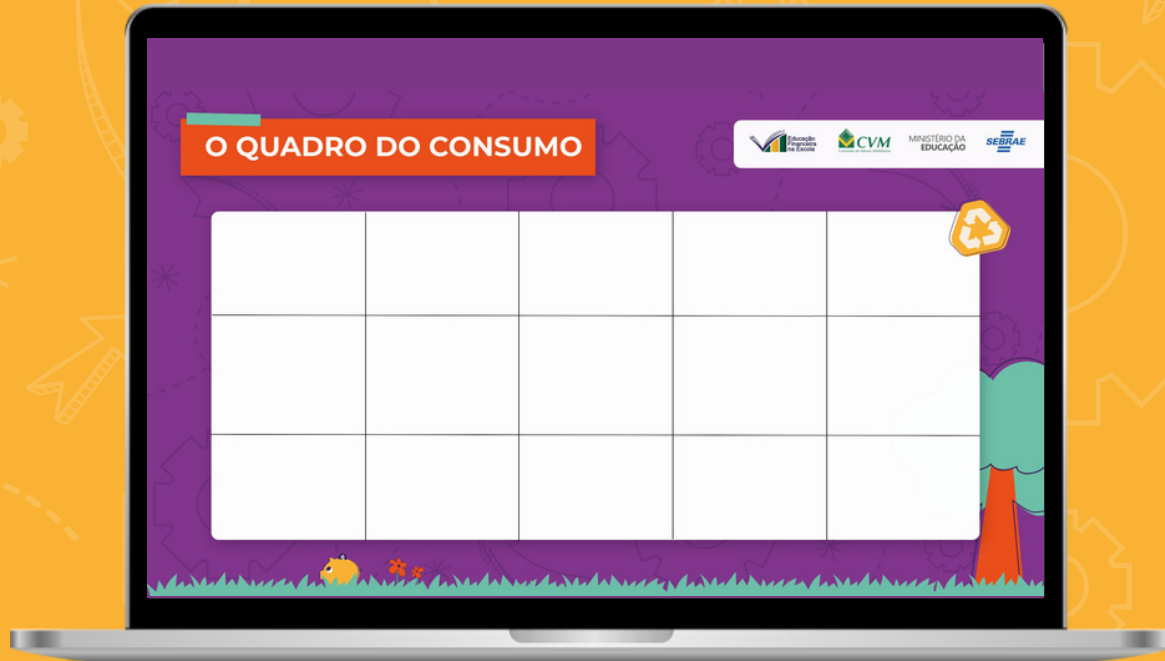 O QUADRO DO CONSUMO
Educação
Financeira
na Escola
CVM
MINISTÉRIO DA
EDUCAÇÃO
SEBRAE